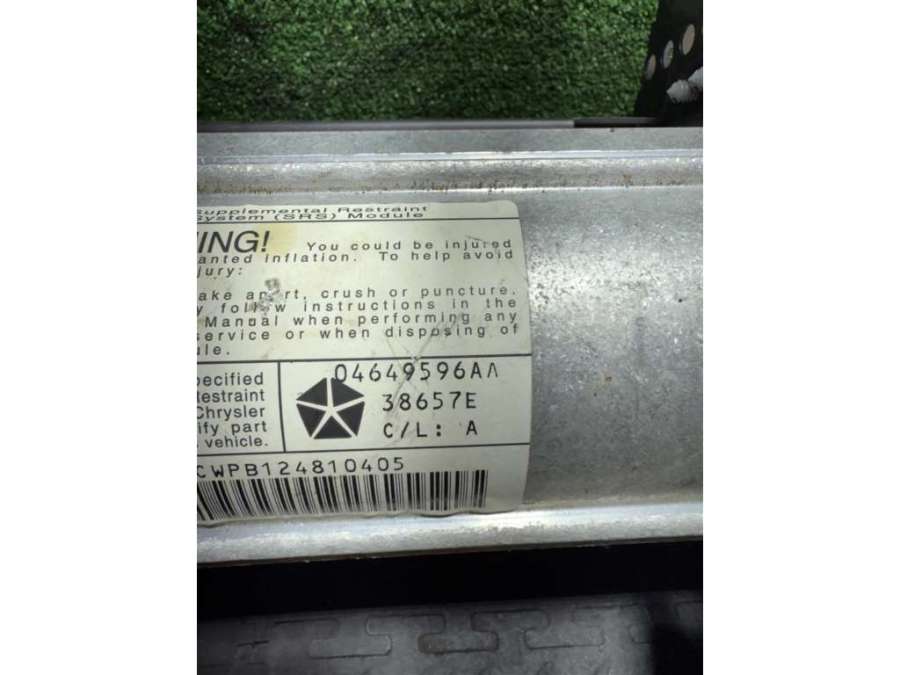 Supplemental Restraint
System (SRS) Module
ING! You could be injured
anted inflation. To help avoid
jury:
ake apart, crush or puncture.
y follow instructions in the
Manual when performing any
service or when disposing of
ule.
pecified
estraint
Chrysler
ify part
vehicle.
04649596AA
38657E
C/L: A
CWPB124810405